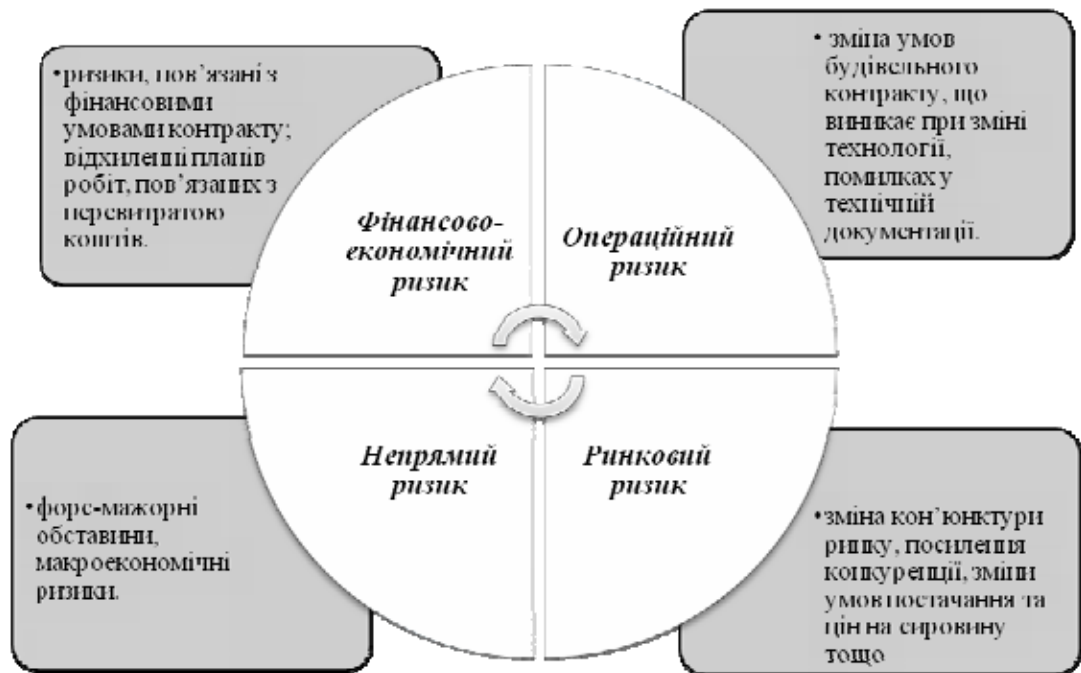 • ризики, пов’язані з
фінансовими
умовами контракту;
відхиленні планів
робіт, пов’язаних з
перевитратою
коштів.
• зміна умов
будівельного
контракту, що
виникає при зміні
технології,
помилках у
технічній
документації.
Фінансово-
економічний
ризик
Операційний
ризик
Непрямий
ризик
Ринковий
ризик
• форс-мажорні
обставини,
макроекономічні
ризики.
• зміна кон’юнктури
ринку, посилення
конкуренції, зміни
умов постачання та
цін на сировину
тощо